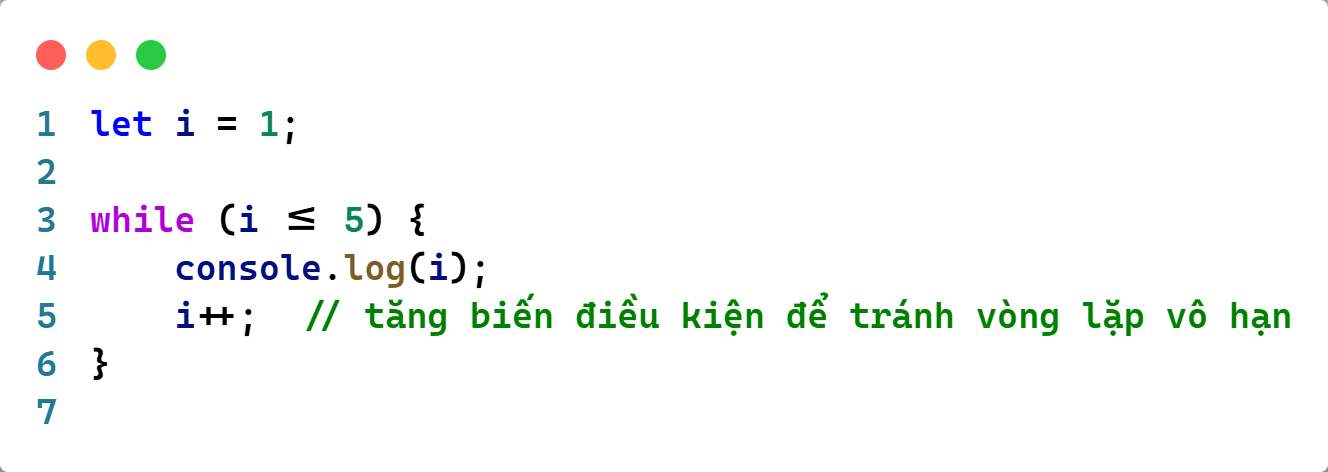 1 let i = 1;
2
3 while (i <= 5) {
4     console.log(i);
5     i++;  // tăng biến điều kiện để tránh vòng lặp vô hạn
6 }
7